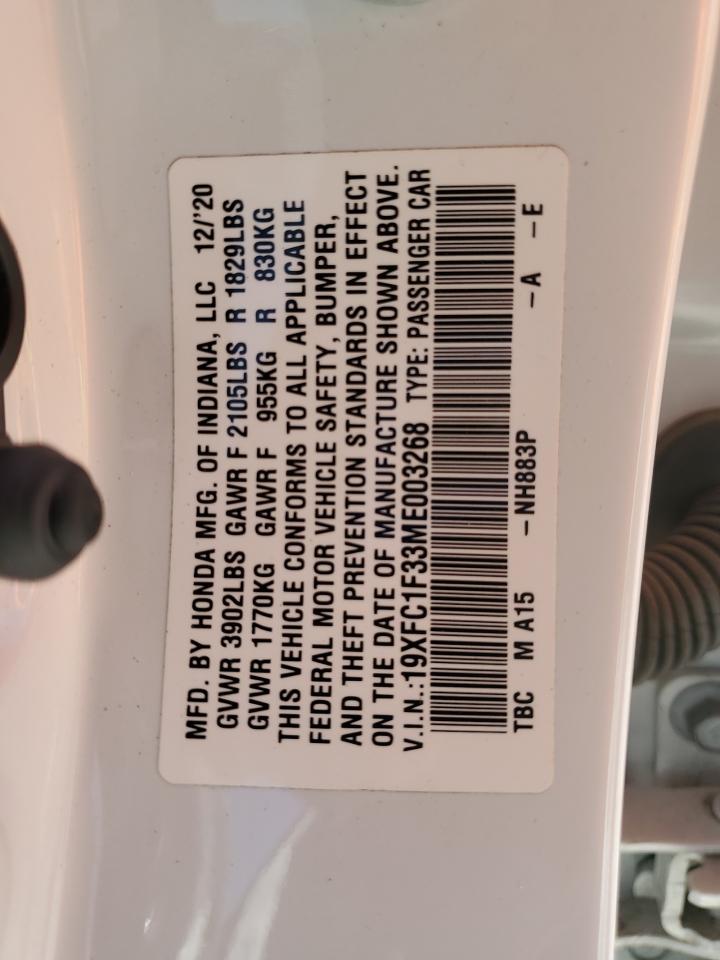 MFD. BY HONDA MFG. OF INDIANA, LLC 12/'20
GVWR 3902LBS GAWR F 2105LBS R 1829LBS
GVWR 1770KG GAWR F 955KG R 830KG
THIS VEHICLE CONFORMS TO ALL APPLICABLE
FEDERAL MOTOR VEHICLE SAFETY, BUMPER,
AND THEFT PREVENTION STANDARDS IN EFFECT
ON THE DATE OF MANUFACTURE SHOWN ABOVE.
V.I.N.:19XFC1F33ME003268 TYPE: PASSENGER CAR
TBC M A15 -NH883P -A -E